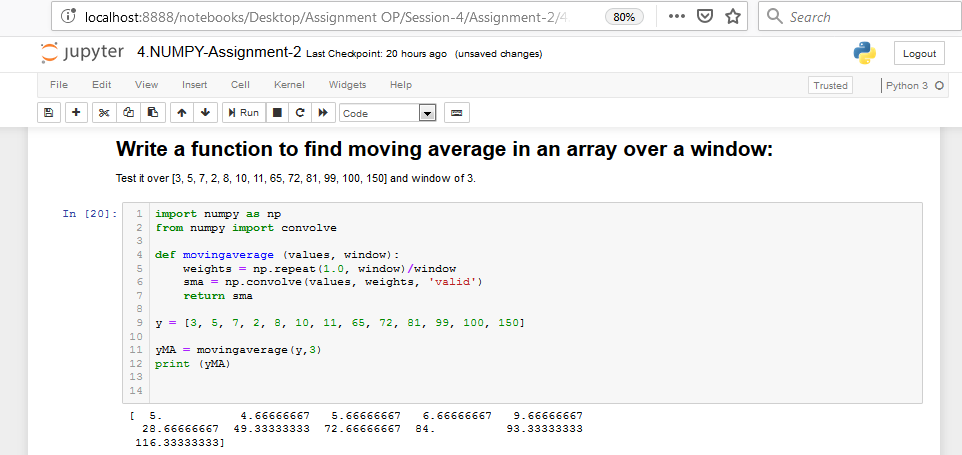 localhost:8888/notebooks/Desktop/Assignment OP/Session-4/Assignment-2/4 80% Search
jupyter 4.NUMPY-Assignment-2 Last Checkpoint: 20 hours ago (unsaved changes) Logout
File Edit View Insert Cell Kernel Widgets Help Trusted Python 3
Run Code
Write a function to find moving average in an array over a window:
Test it over [3, 5, 7, 2, 8, 10, 11, 65, 72, 81, 99, 100, 150] and window of 3.
In [20]: 1 import numpy as np
2 from numpy import convolve
3
4 def movingaverage (values, window):
5     weights = np.repeat(1.0, window)/window
6     sma = np.convolve(values, weights, 'valid')
7     return sma
8
9 y = [3, 5, 7, 2, 8, 10, 11, 65, 72, 81, 99, 100, 150]
10
11 yMA = movingaverage(y,3)
12 print (yMA)
13
14
[ 5. 4.66666667 5.66666667 6.66666667 9.66666667
28.66666667 49.33333333 72.66666667 84. 93.33333333
116.33333333]